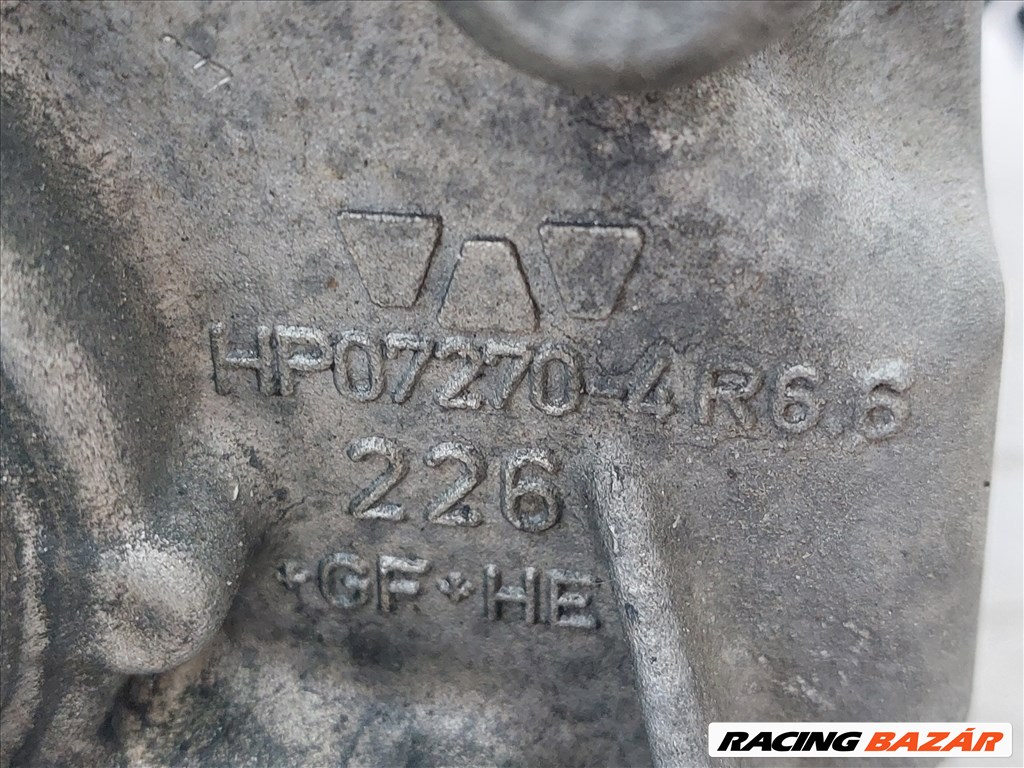 HP07270-4R6.6
226
+GF+HE
RACING BAZÁR